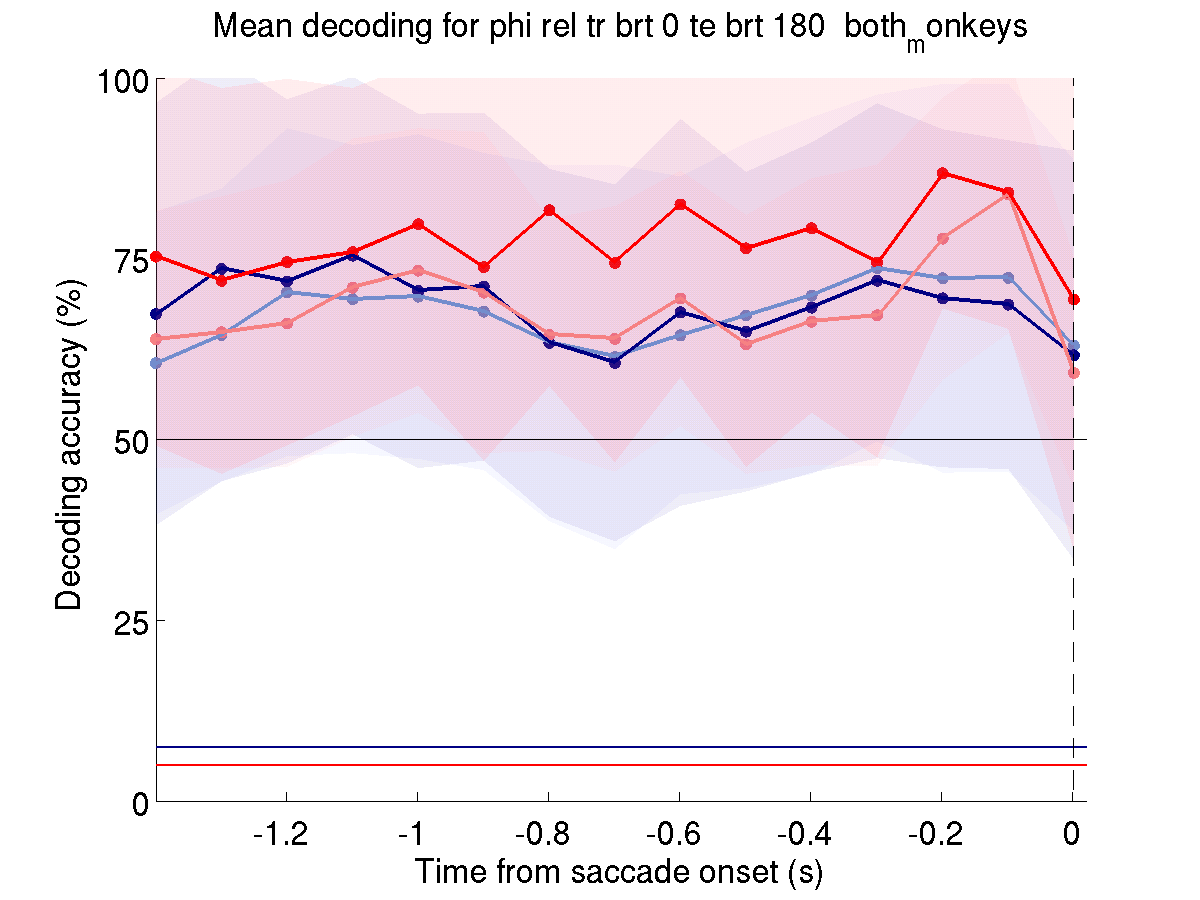 Mean decoding for phi rel tr brt 0 te brt 180 both_monkeys
100
75
50
25
0
Decoding accuracy (%)
-1.2 -1 -0.8 -0.6 -0.4 -0.2 0
Time from saccade onset (s)